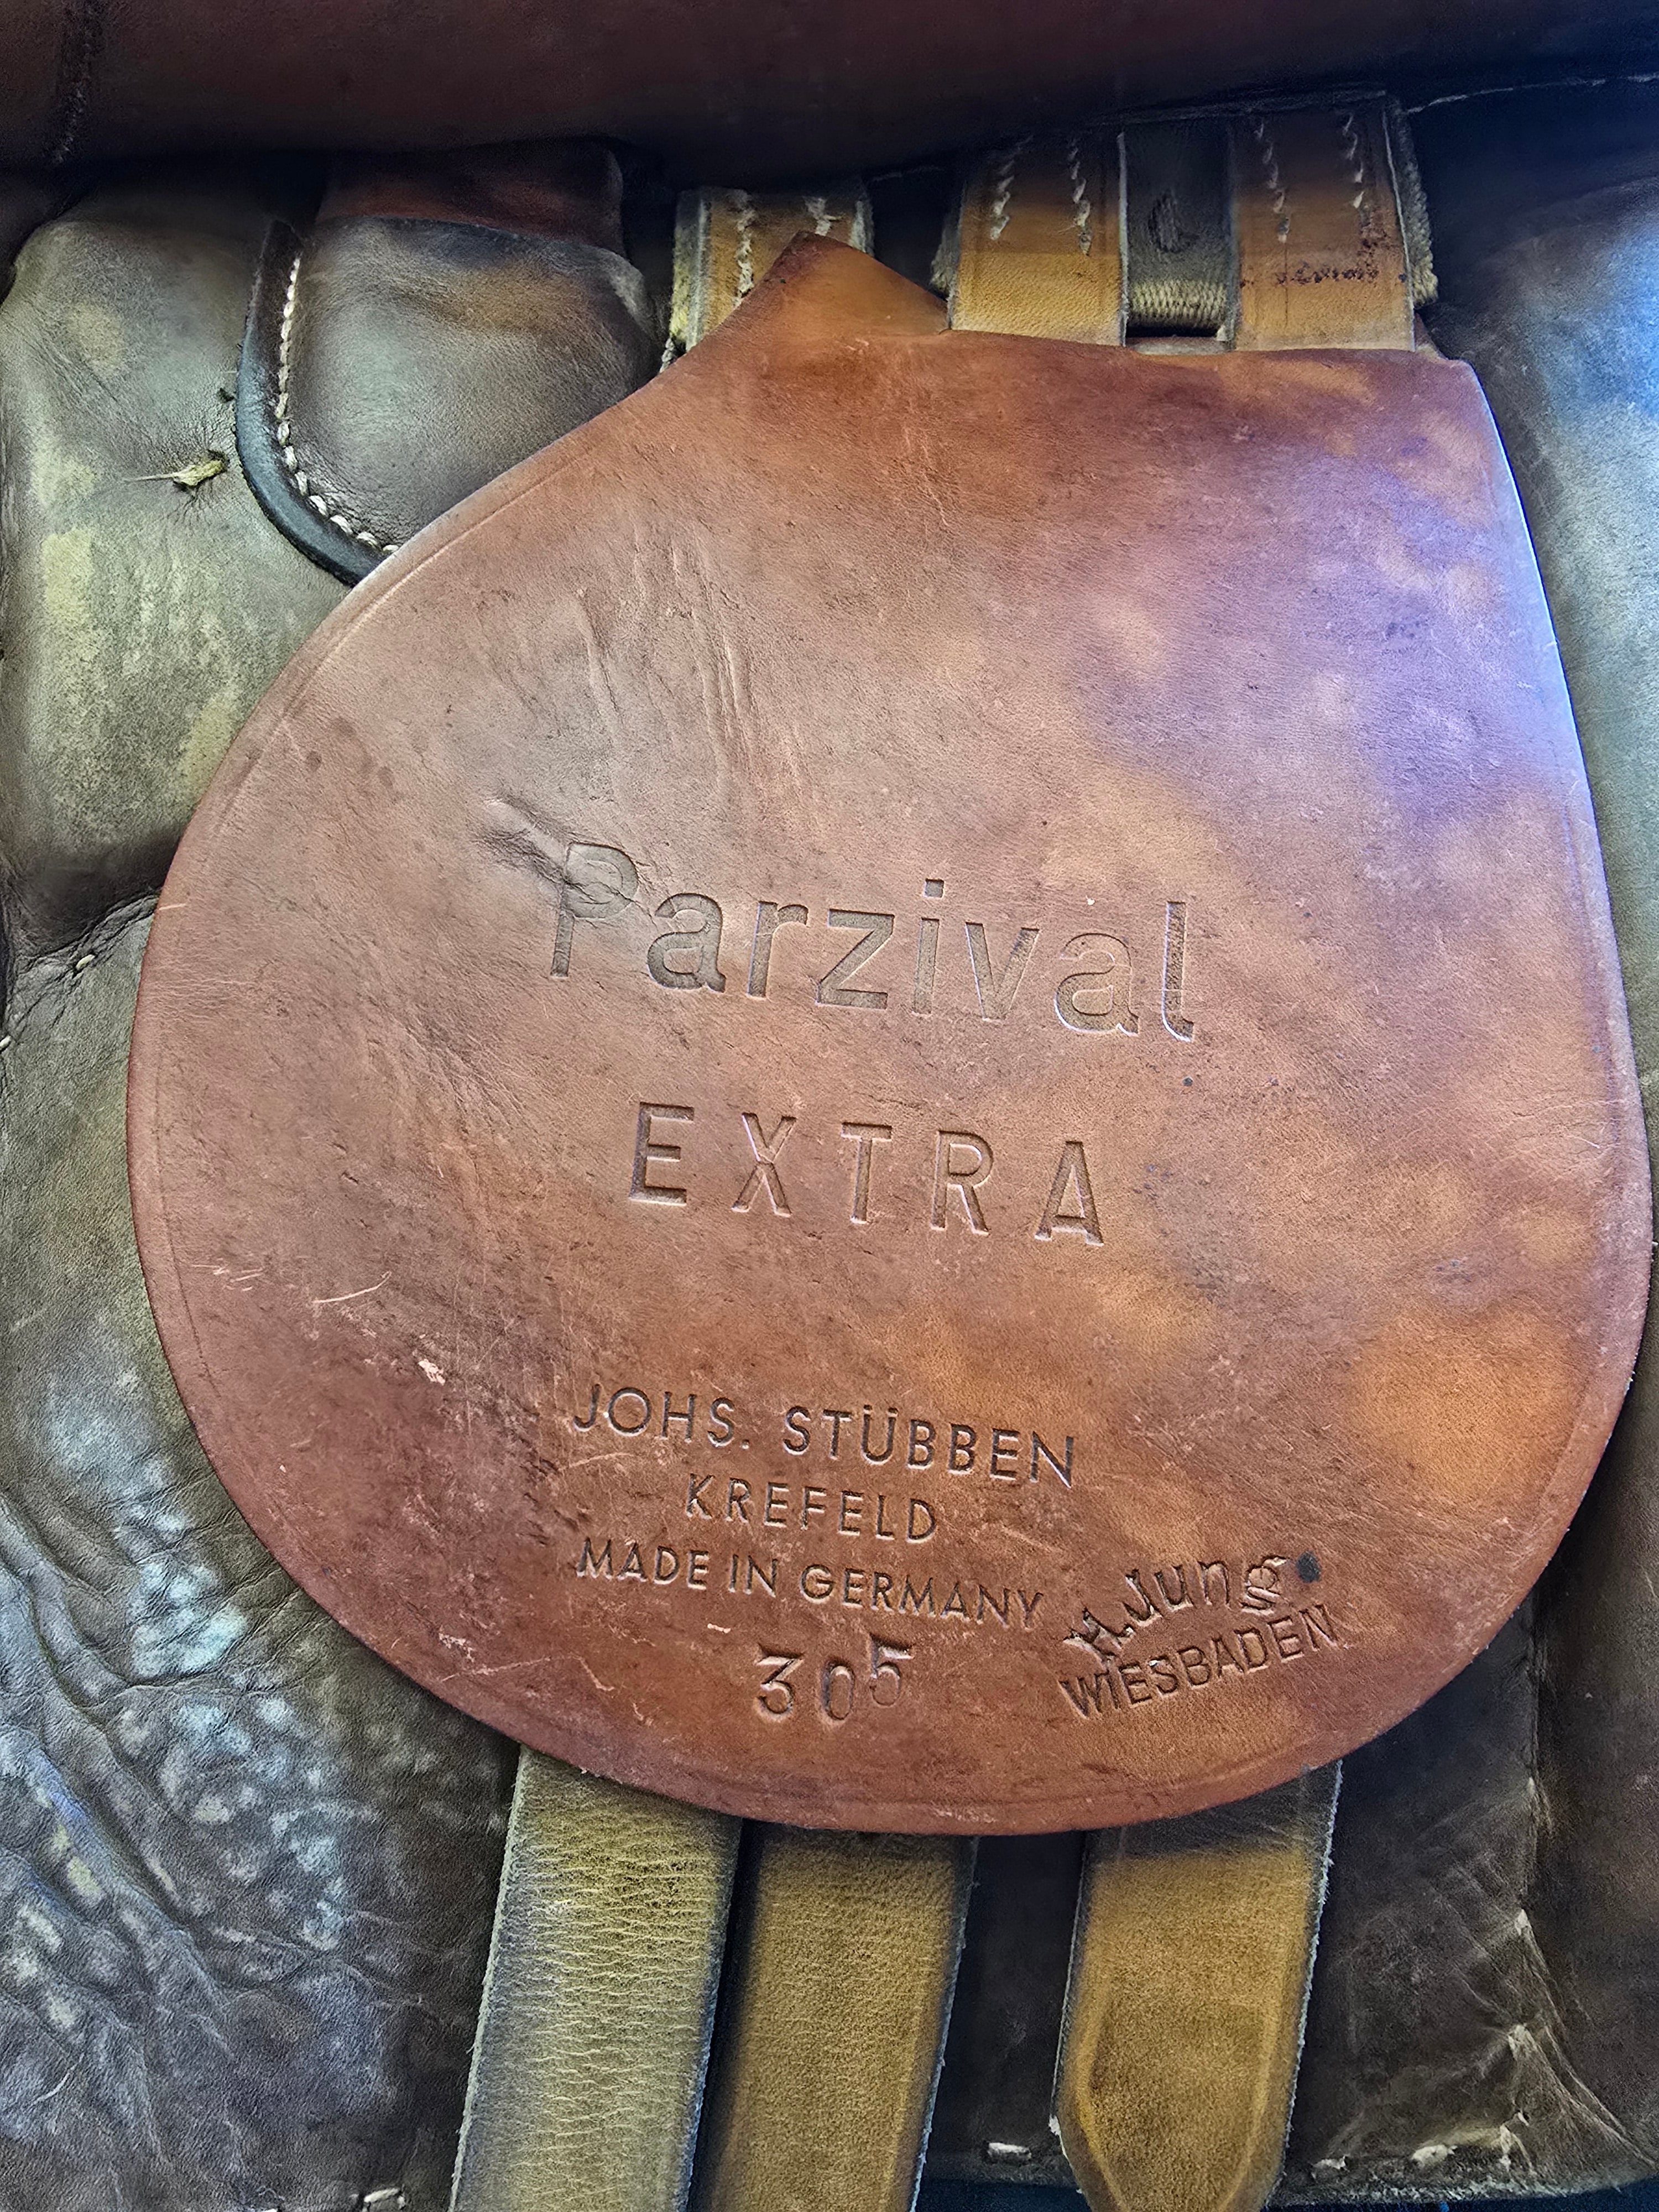 Parzival
EXTRA
JOHS. STÜBBEN
KREFELD
MADE IN GERMANY
305
H. Jung
WIESBADEN